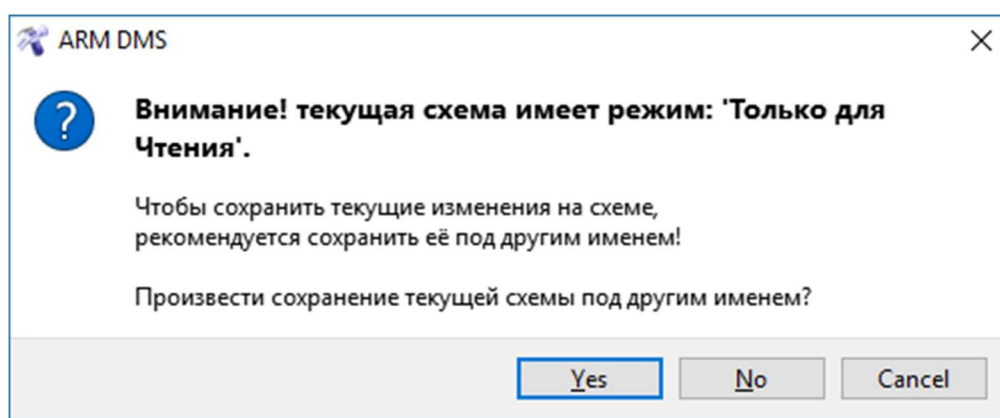 ARM DMS
Внимание! текущая схема имеет режим: 'Только для
Чтения'.
Чтобы сохранить текущие изменения на схеме,
рекомендуется сохранить её под другим именем!
Произвести сохранение текущей схемы под другим именем?
Yes No Cancel